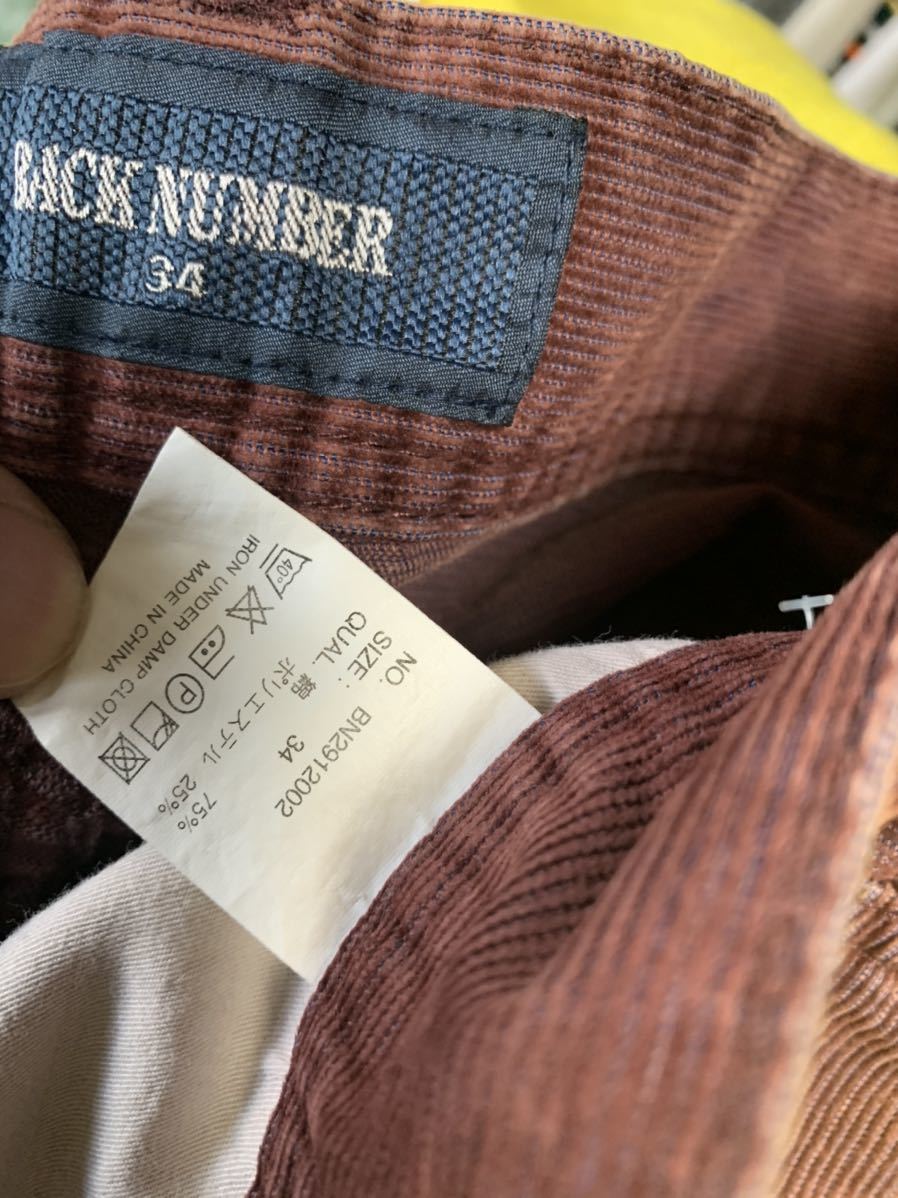 BACK NUMBER
34
NO. BN2912002
SIZE: 34
QUAL. 綿 75%
ポリエステル 25%
40°
P
IRON UNDER DAMP CLOTH
MADE IN CHINA